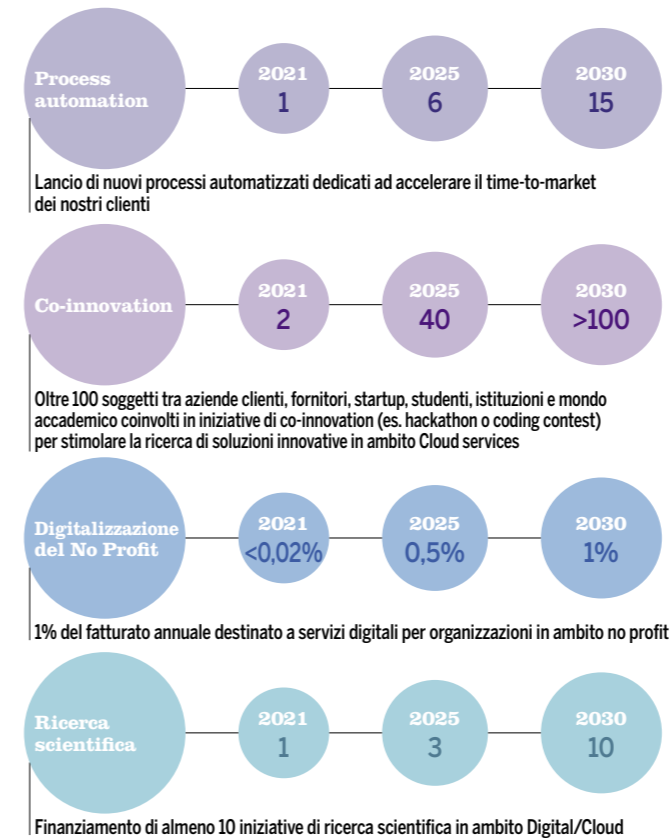 Process
automation
2021
1
2025
6
2030
15
Lancio di nuovi processi automatizzati dedicati ad accelerare il time-to-market
dei nostri clienti
Co-innovation
2021
2
2025
40
2030
>100
Oltre 100 soggetti tra aziende clienti, fornitori, startup, studenti, istituzioni e mondo
accademico coinvolti in iniziative di co-innovation (es. hackathon o coding contest)
per stimolare la ricerca di soluzioni innovative in ambito Cloud services
Digitalizzazione
del No Profit
2021
<0,02%
2025
0,5%
2030
1%
1% del fatturato annuale destinato a servizi digitali per organizzazioni in ambito no profit
Ricerca
scientifica
2021
1
2025
3
2030
10
Finanziamento di almeno 10 iniziative di ricerca scientifica in ambito Digital/Cloud